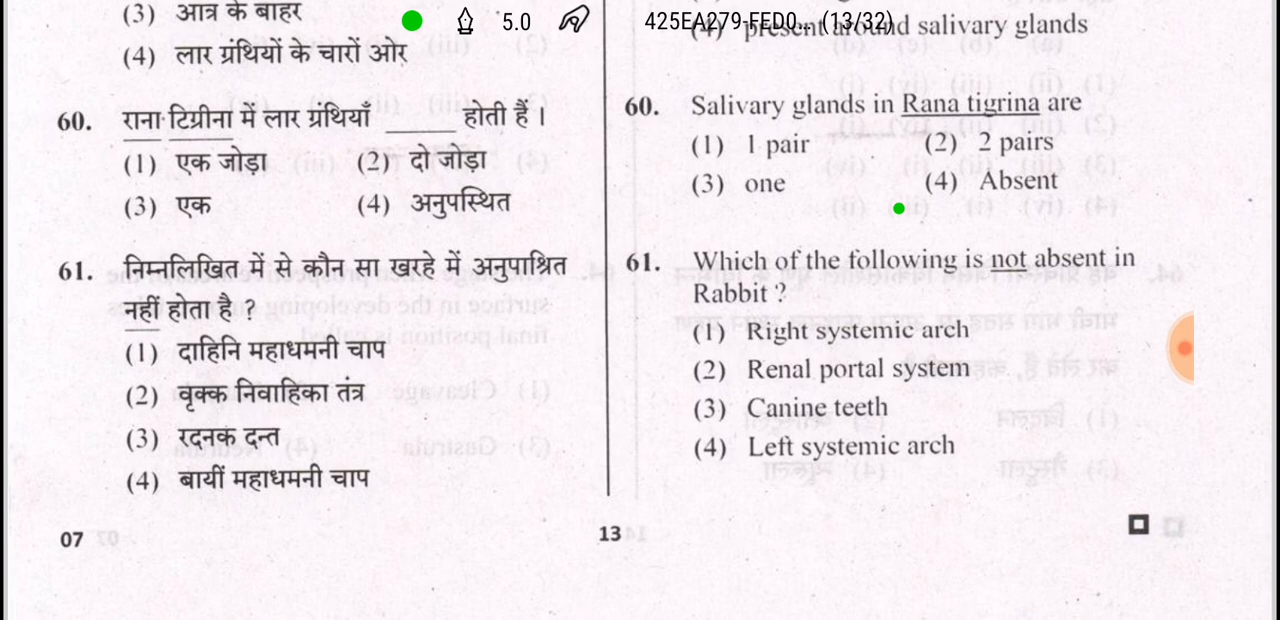 5.0
425EA279-FED0... (13/32)
(3) आत्र के बाहर
(4) लार ग्रंथियों के चारों ओर
60. राना टिग्रीना में लार ग्रंथियाँ ______ होती हैं ।
(1) एक जोड़ा (2) दो जोड़ा
(3) एक (4) अनुपस्थित
61. निम्नलिखित में से कौन सा खरहे में अनुपाश्रित
नहीं होता है ?
(1) दाहिनि महाधमनी चाप
(2) वृक्क निवाहिका तंत्र
(3) रदनक दन्त
(4) बायीं महाधमनी चाप
(4) present around salivary glands
60. Salivary glands in Rana tigrina are
(1) 1 pair (2) 2 pairs
(3) one (4) Absent
61. Which of the following is not absent in
Rabbit ?
(1) Right systemic arch
(2) Renal portal system
(3) Canine teeth
(4) Left systemic arch
07 13